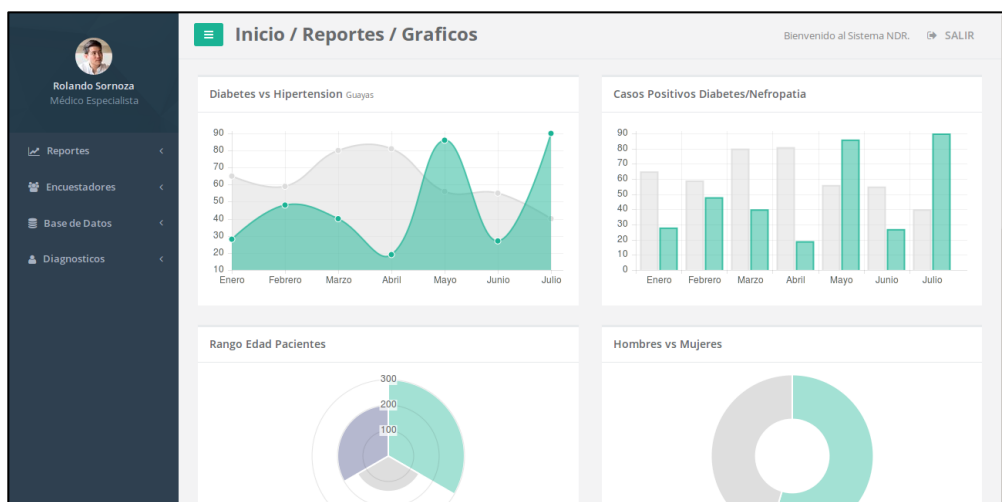 Rolando Sornoza
Médico Especialista
Reportes
Encuestadores
Base de Datos
Diagnosticos
Inicio / Reportes / Graficos
Bienvenido al Sistema NDR.
SALIR
Diabetes vs Hipertension Guayas
90
80
70
60
50
40
30
20
10
Enero Febrero Marzo Abril Mayo Junio Julio
Casos Positivos Diabetes/Nefropatia
90
80
70
60
50
40
30
20
10
0
Enero Febrero Marzo Abril Mayo Junio Julio
Rango Edad Pacientes
300
200
100
Hombres vs Mujeres